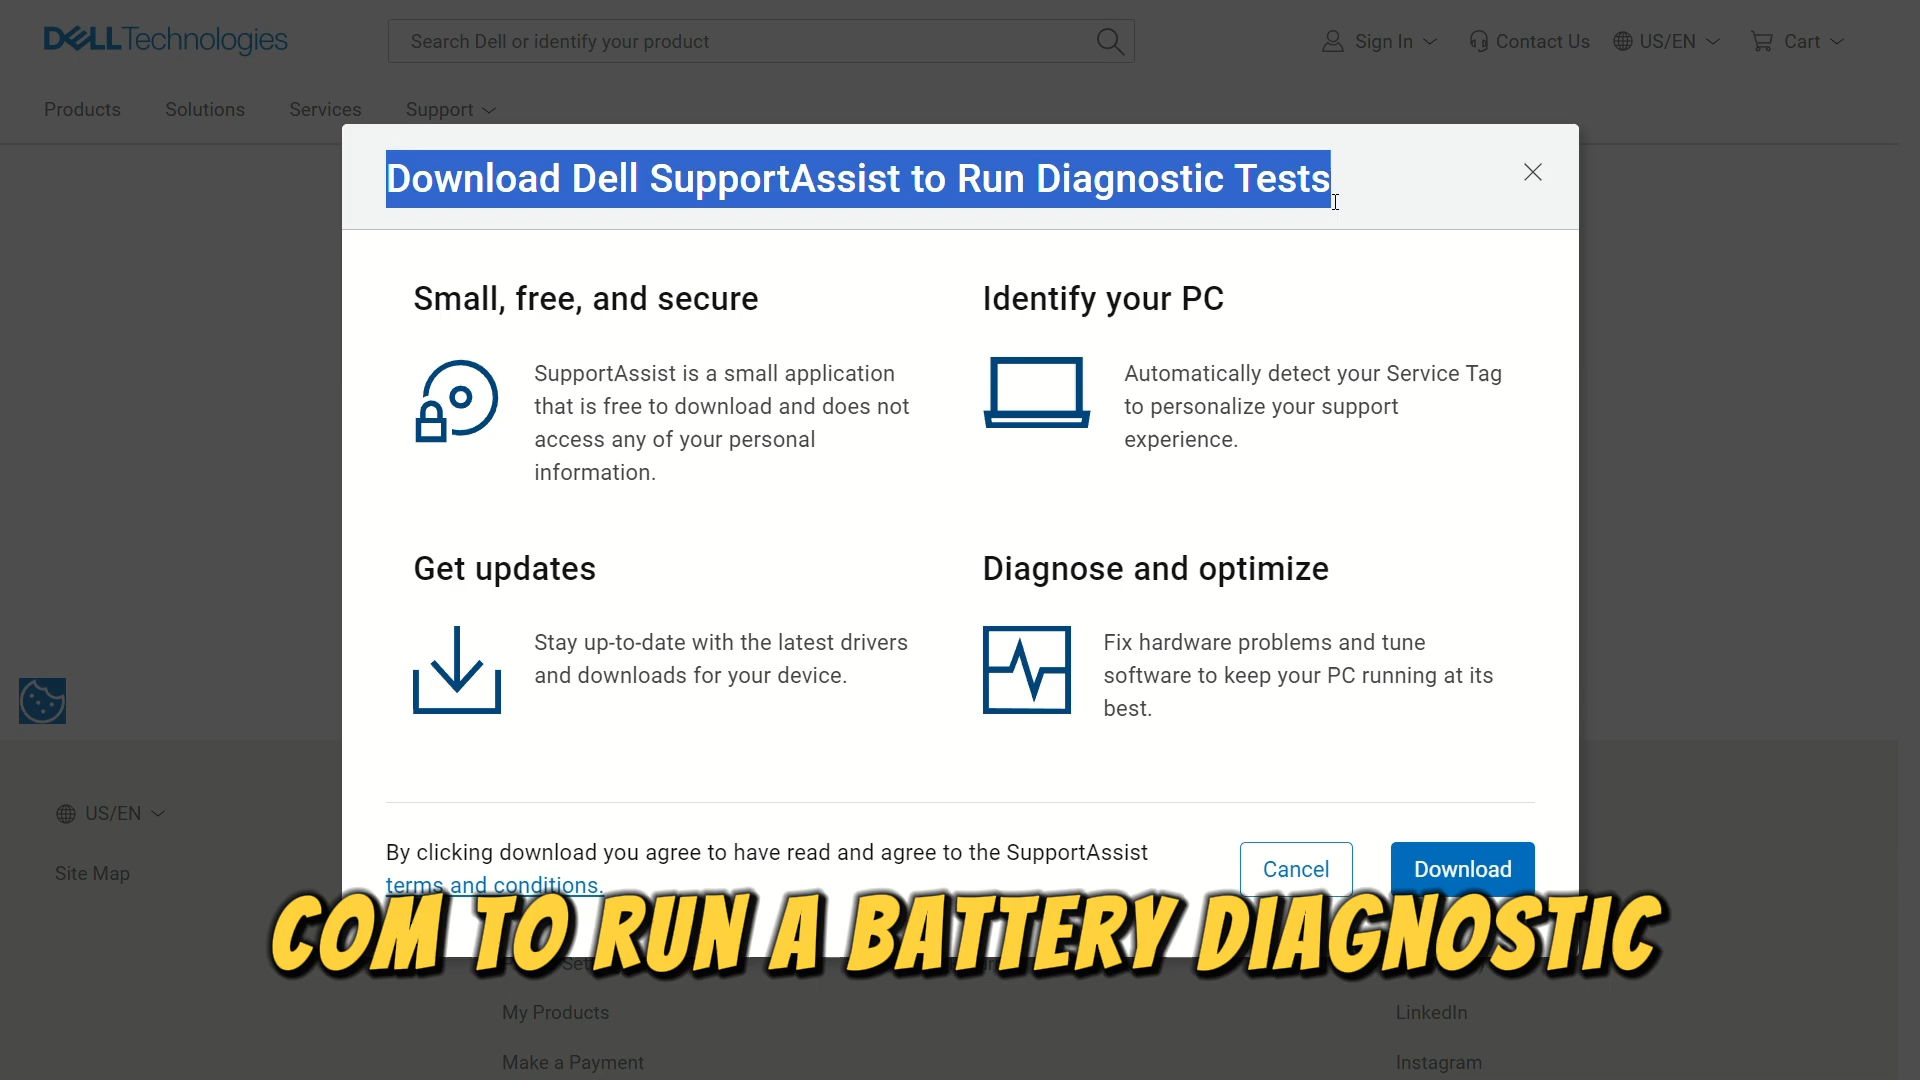 DELLTechnologies
Search Dell or identify your product
Sign In
Contact Us
US/EN
Cart
Products
Solutions
Services
Support
Download Dell SupportAssist to Run Diagnostic Tests
Small, free, and secure
SupportAssist is a small application
that is free to download and does not
access any of your personal
information.
Identify your PC
Automatically detect your Service Tag
to personalize your support
experience.
Get updates
Stay up-to-date with the latest drivers
and downloads for your device.
Diagnose and optimize
Fix hardware problems and tune
software to keep your PC running at its
best.
US/EN
Site Map
By clicking download you agree to have read and agree to the SupportAssist
terms and conditions.
Cancel
Download
COM TO RUN A BATTERY DIAGNOSTIC
My Products
LinkedIn
Make a Payment
Instagram